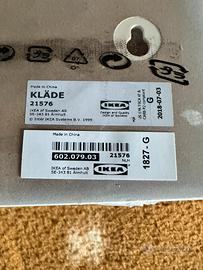 Made in China
KLÄDE
21576
IKEA of Sweden AB
SE-343 81 Älmhult
© Inter IKEA Systems B.V. 1999
IKEA
Design and Quality
IKEA of Sweden
G
2018-07-03
Made in China
602.079.03
IKEA of Sweden AB
SE-343 81 Älmhult
21576
NLH
IKEA
1827 - G